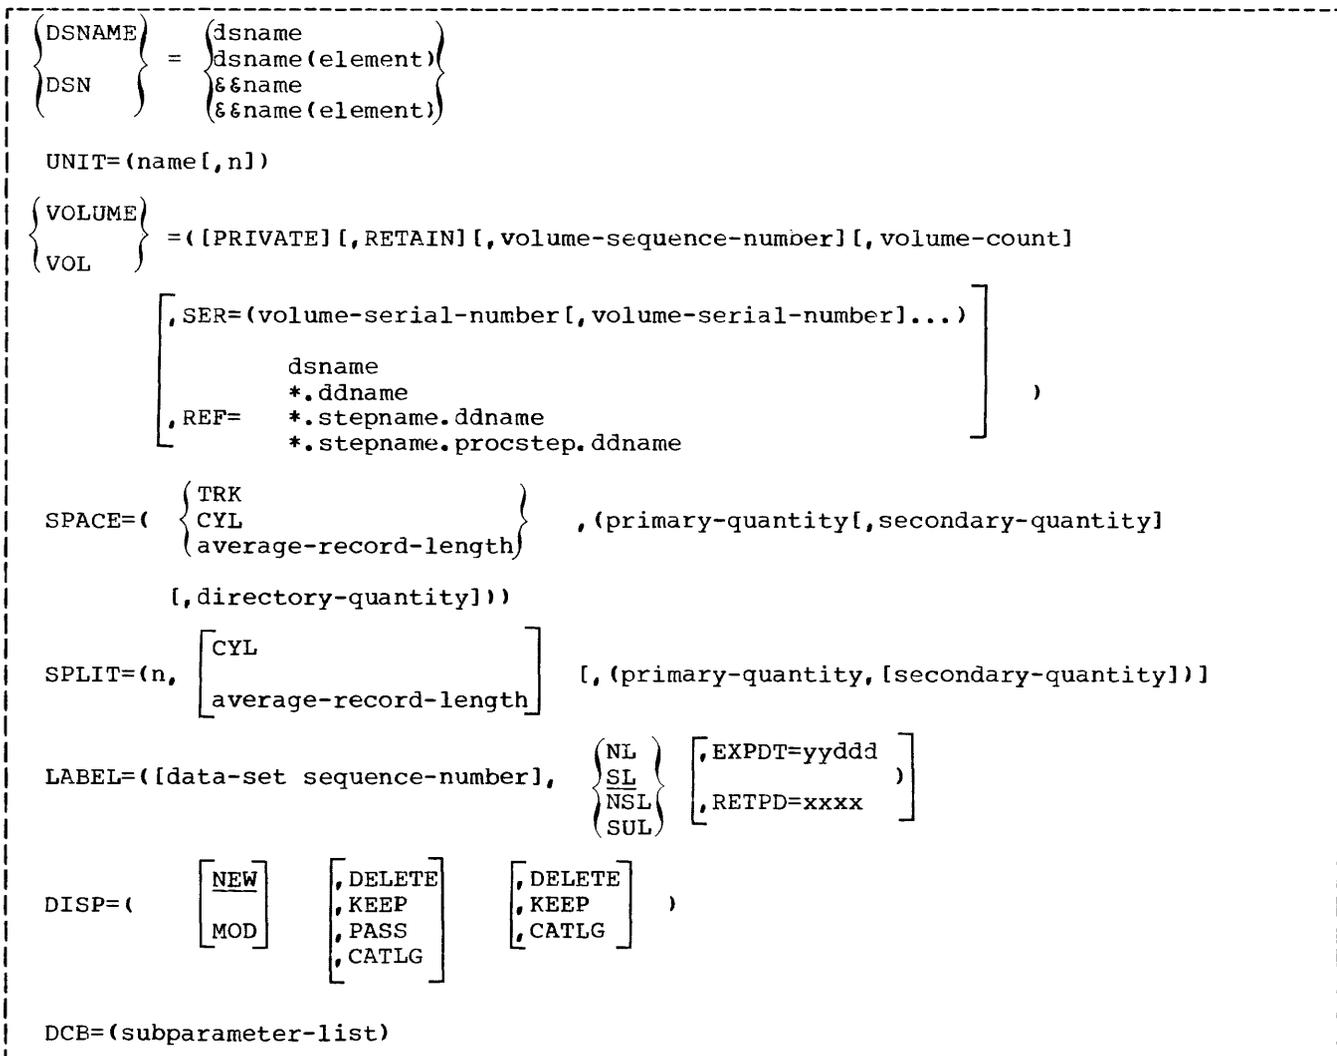 DSNAME
DSN
=
dsname
dsname(element)
&&name
&&name(element)
UNIT=(name[,n])
VOLUME
VOL
=([PRIVATE][,RETAIN][,volume-sequence-number][,volume-count]
,SER=(volume-serial-number[,volume-serial-number]...)
,REF=
dsname
*.ddname
*.stepname.ddname
*.stepname.procstep.ddname
)
SPACE=(
TRK
CYL
average-record-length
,(primary-quantity[,secondary-quantity]
[,directory-quantity]))
SPLIT=(n,
CYL
average-record-length
[,(primary-quantity,[secondary-quantity])]
LABEL=([data-set sequence-number],
NL
SL
NSL
SUL
,EXPDT=yyddd
)
,RETPD=xxxx
DISP=(
NEW
MOD
,DELETE
,KEEP
,PASS
,CATLG
,DELETE
,KEEP
,CATLG
)
DCB=(subparameter-list)